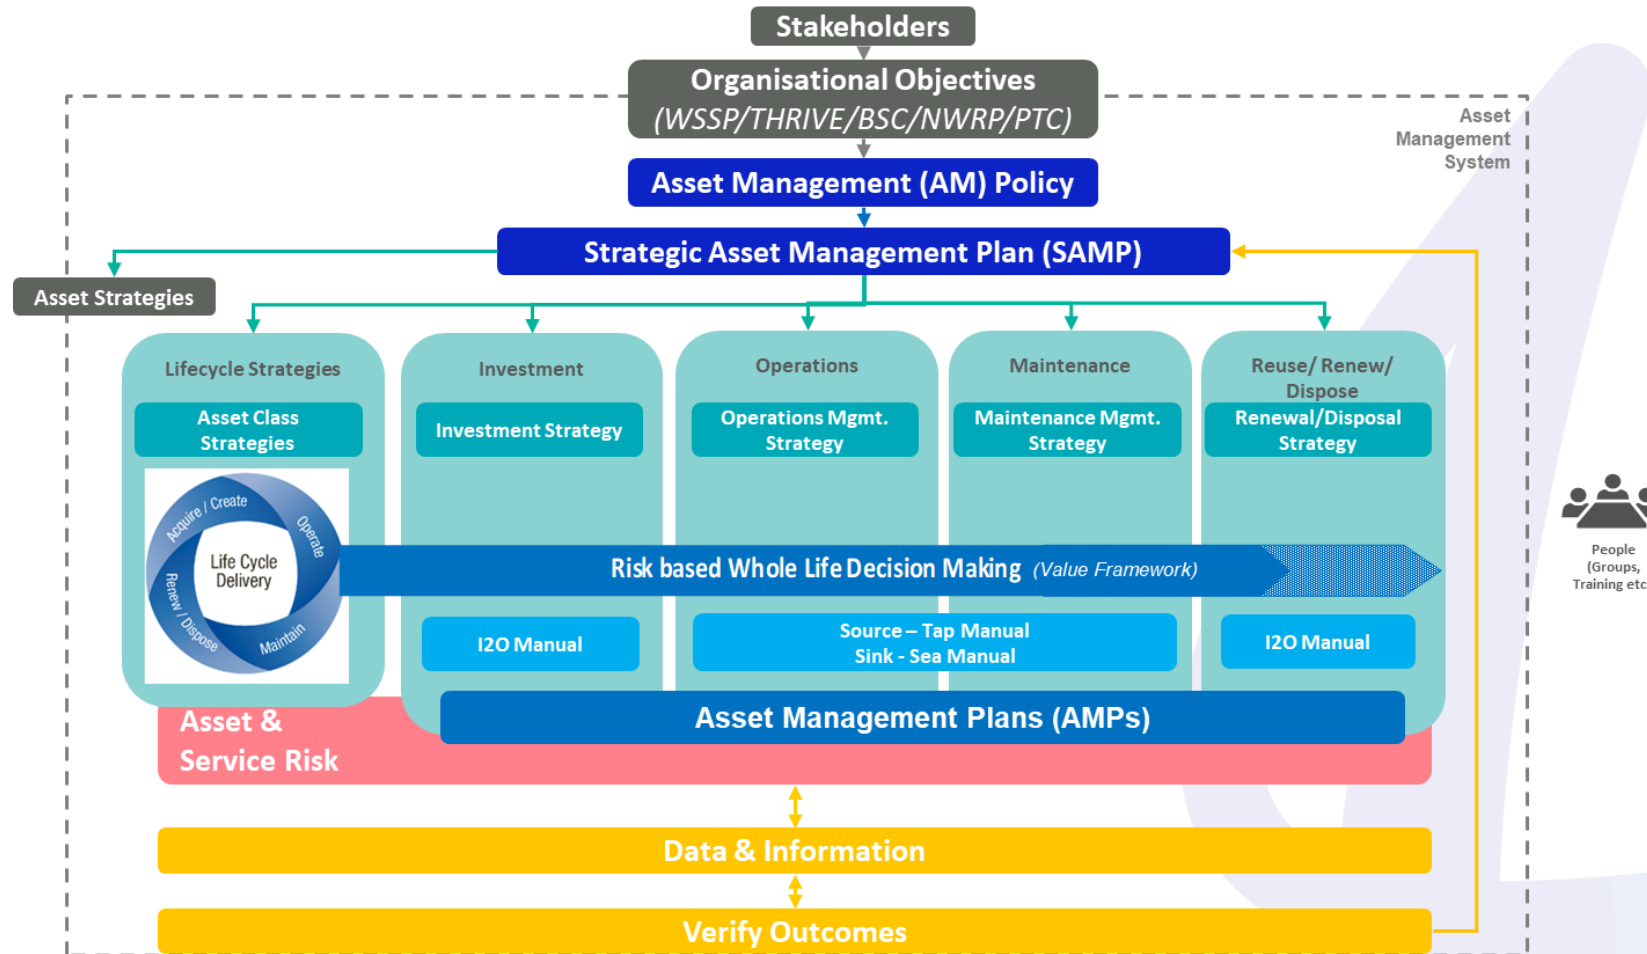 Stakeholders
Organisational Objectives
(WSSP/THRIVE/BSC/NWRP/PTC)
Asset
Management
System
Asset Management (AM) Policy
Strategic Asset Management Plan (SAMP)
Asset Strategies
Lifecycle Strategies
Investment
Operations
Maintenance
Reuse/ Renew/
Dispose
Asset Class
Strategies
Investment Strategy
Operations Mgmt.
Strategy
Maintenance Mgmt.
Strategy
Renewal/Disposal
Strategy
Acquire / Create
Operate
Maintain
Renew / Dispose
Life Cycle
Delivery
Risk based Whole Life Decision Making (Value Framework)
I2O Manual
Source – Tap Manual
Sink - Sea Manual
I2O Manual
Asset Management Plans (AMPs)
Asset &
Service Risk
Data & Information
Verify Outcomes
People
(Groups,
Training etc